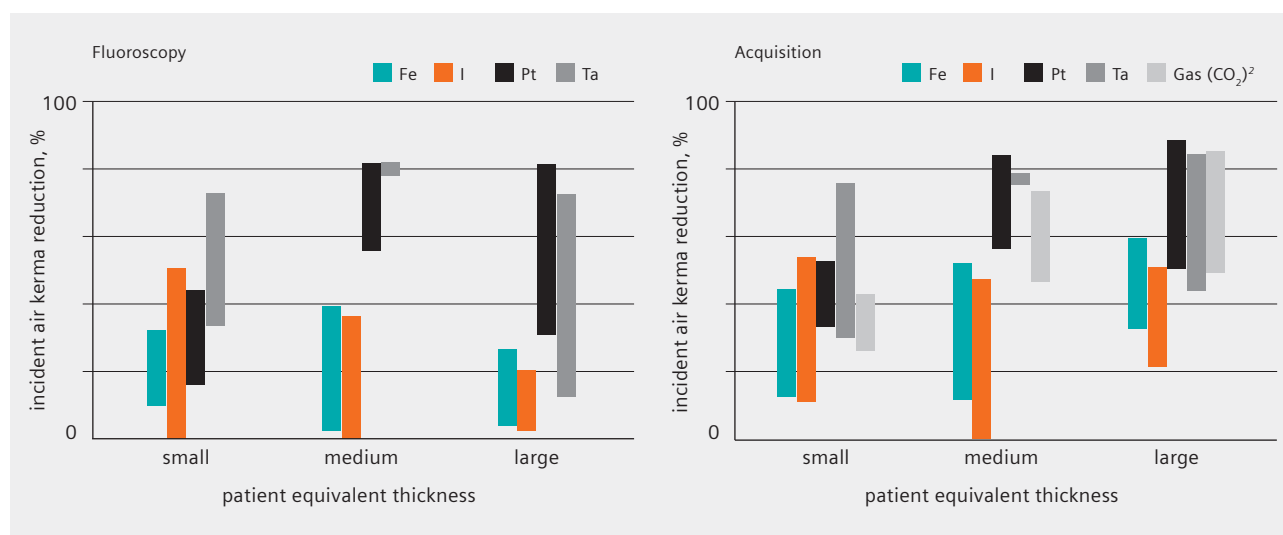 Fluoroscopy
Fe I Pt Ta
100
incident air kerma reduction, %
0
small medium large
patient equivalent thickness
Acquisition
Fe I Pt Ta Gas (CO₂)²
100
incident air kerma reduction, %
0
small medium large
patient equivalent thickness